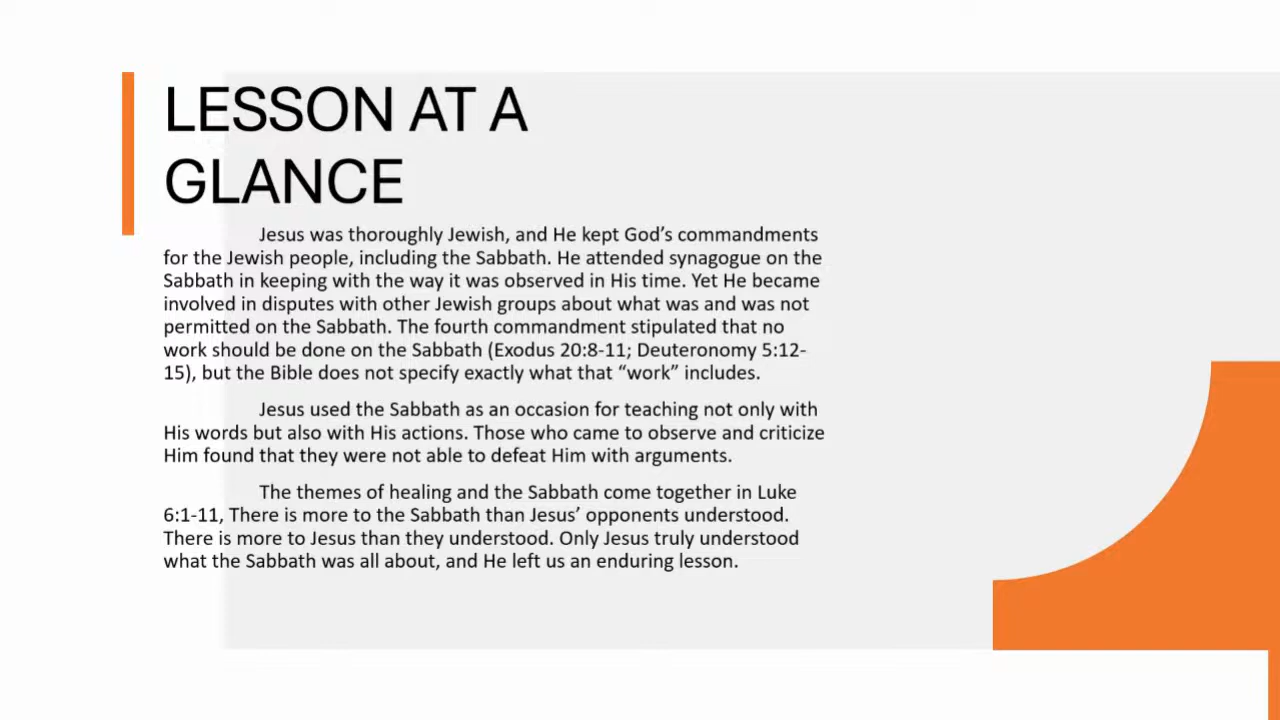 LESSON AT A
GLANCE
Jesus was thoroughly Jewish, and He kept God’s commandments
for the Jewish people, including the Sabbath. He attended synagogue on the
Sabbath in keeping with the way it was observed in His time. Yet He became
involved in disputes with other Jewish groups about what was and was not
permitted on the Sabbath. The fourth commandment stipulated that no
work should be done on the Sabbath (Exodus 20:8-11; Deuteronomy 5:12-
15), but the Bible does not specify exactly what that “work” includes.
Jesus used the Sabbath as an occasion for teaching not only with
His words but also with His actions. Those who came to observe and criticize
Him found that they were not able to defeat Him with arguments.
The themes of healing and the Sabbath come together in Luke
6:1-11, There is more to the Sabbath than Jesus’ opponents understood.
There is more to Jesus than they understood. Only Jesus truly understood
what the Sabbath was all about, and He left us an enduring lesson.